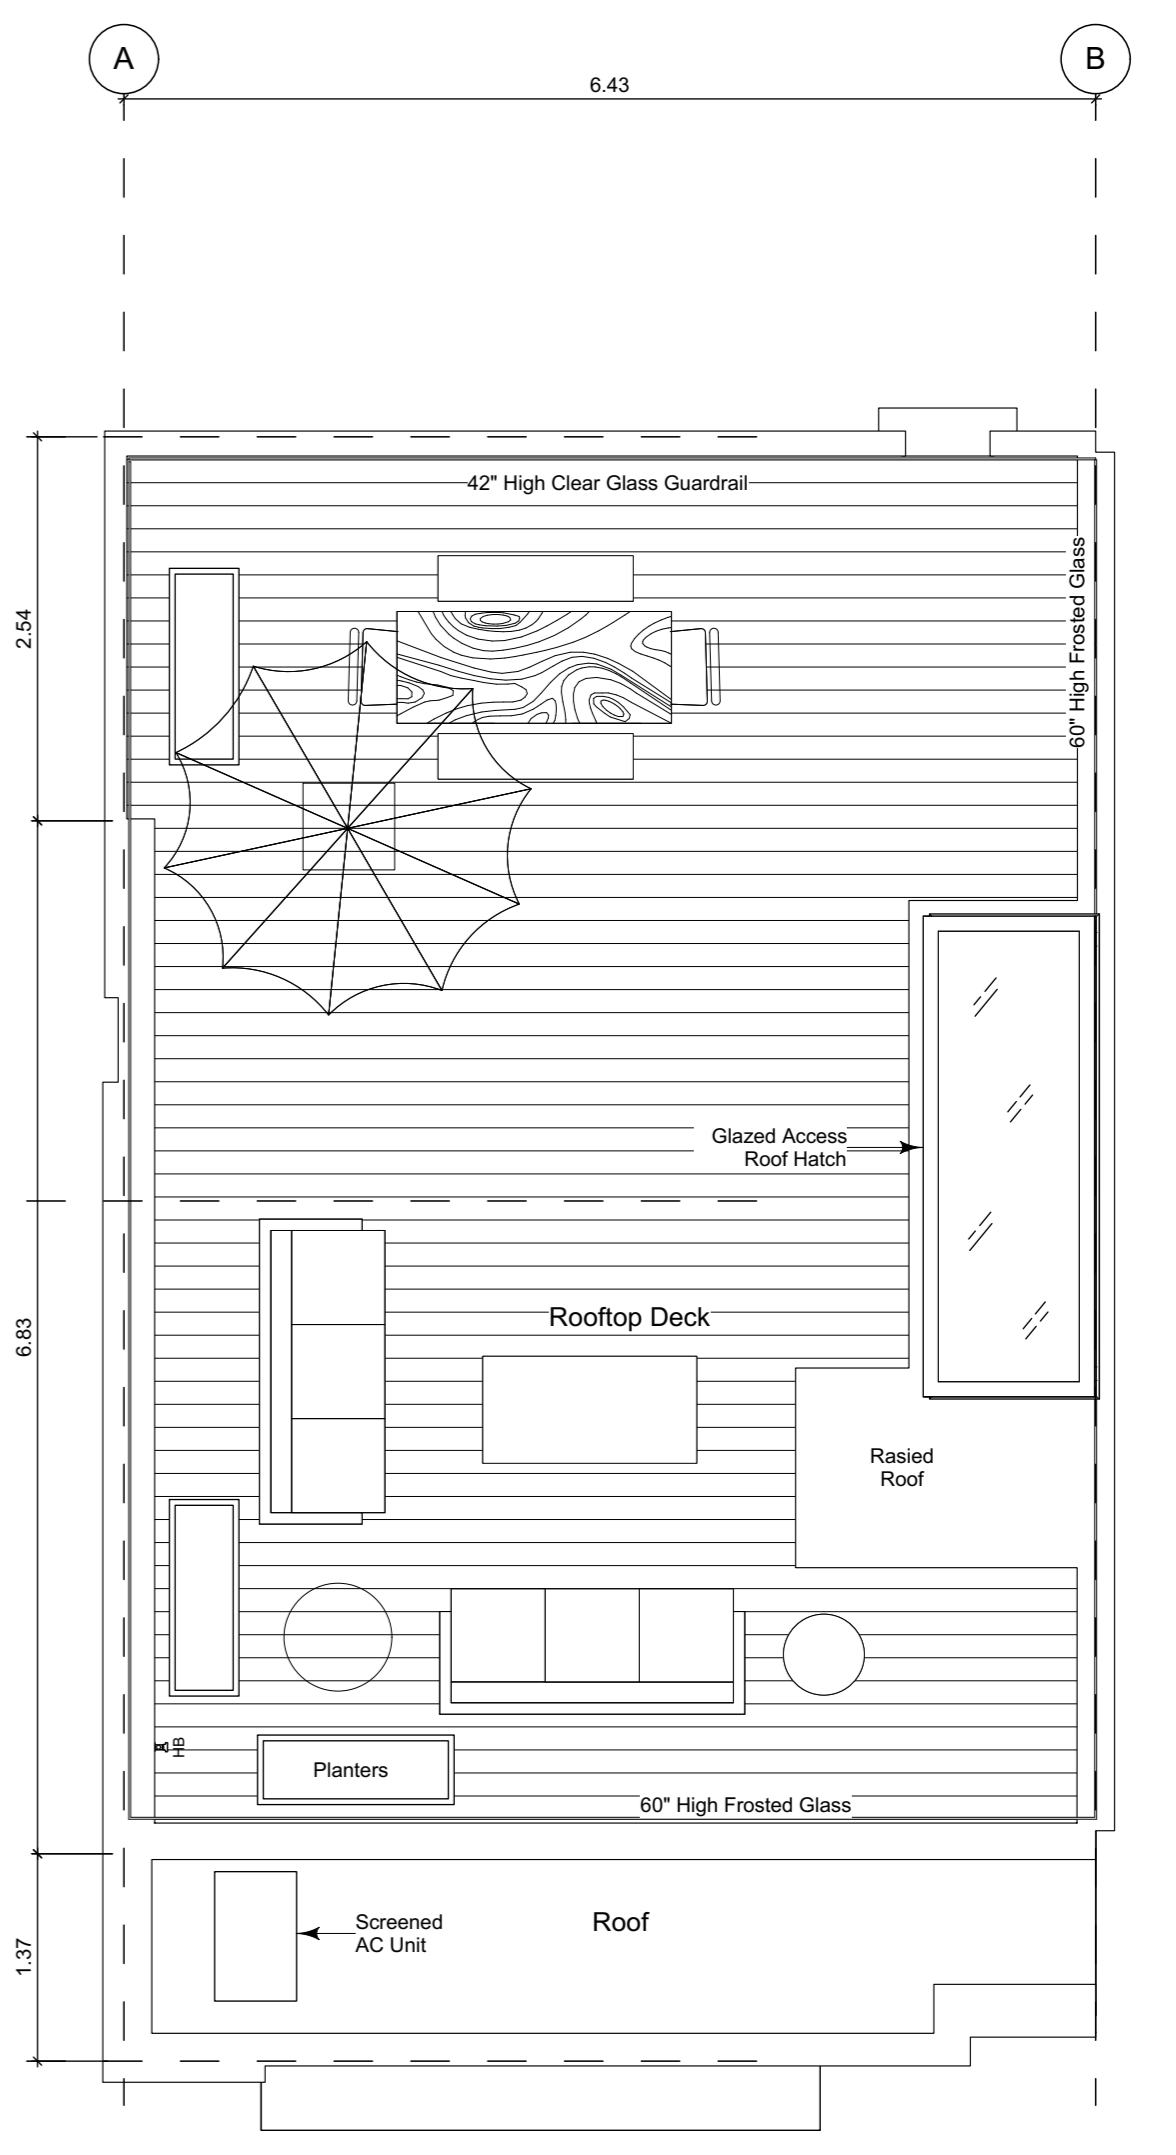 A
B
6.43
42" High Clear Glass Guardrail
60" High Frosted Glass
2.54
Glazed Access
Roof Hatch
Rooftop Deck
6.83
Rasied
Roof
HB
Planters
60" High Frosted Glass
Screened
AC Unit
Roof
1.37